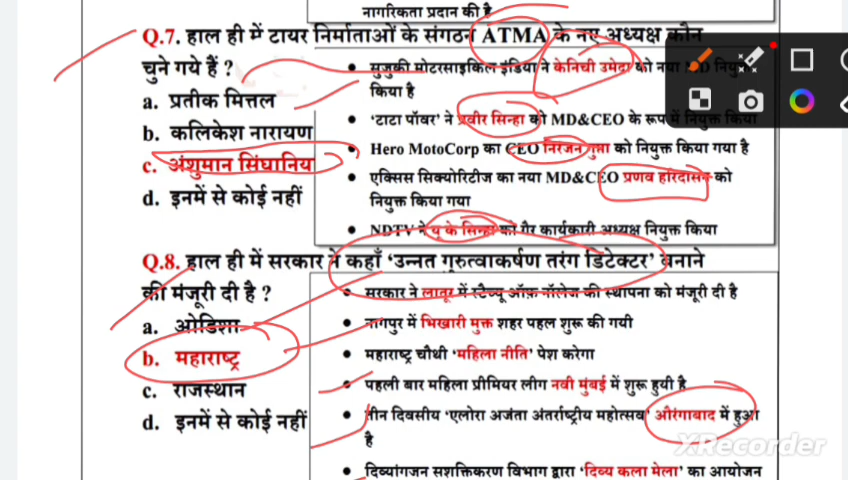 नागरिकता प्रदान की है
Q.7. हाल ही में टायर निर्माताओं के संगठन ATMA के नए अध्यक्ष कौन
चुने गये हैं ?
a. प्रतीक मित्तल
b. कलिकेश नारायण
c. अंशुमान सिंघानिय
d. इनमें से कोई नहीं
• सुजुकी मोटरसाइकिल इंडिया ने केनिची उमेदा को नया MD नियु
किया है
• 'टाटा पॉवर' ने प्रवीर सिन्हा को MD&CEO के रूप में नियुक्त किया
• Hero MotoCorp का CEO निरंजन गुप्ता को नियुक्त किया गया है
• एक्सिस सिक्योरिटीज का नया MD&CEO प्रणव हरिदासन को
नियुक्त किया गया
• NDTV ने यु के सिन्हा को गैर कार्यकारी अध्यक्ष नियुक्त किया
Q.8. हाल ही में सरकार ने कहाँ 'उन्नत गुरुत्वाकर्षण तरंग डिटेक्टर' बनाने
की मंजूरी दी है ?
a. ओडिशा
b. महाराष्ट्र
c. राजस्थान
d. इनमें से कोई नहीं
• सरकार ने लातूर में स्टैच्यू ऑफ़ नॉलेज की स्थापना को मंजूरी दी है
• नागपुर में भिखारी मुक्त शहर पहल शुरू की गयी
• महाराष्ट्र चौथी 'महिला नीति' पेश करेगा
• पहली बार महिला प्रीमियर लीग नवी मुंबई में शुरू हुयी है
• तीन दिवसीय 'एलोरा अजंता अंतर्राष्ट्रीय महोत्सव' औरंगाबाद में हुआ
है
• दिव्यांगजन सशक्तिकरण विभाग द्वारा 'दिव्य कला मेला' का आयोजन
XRecorder